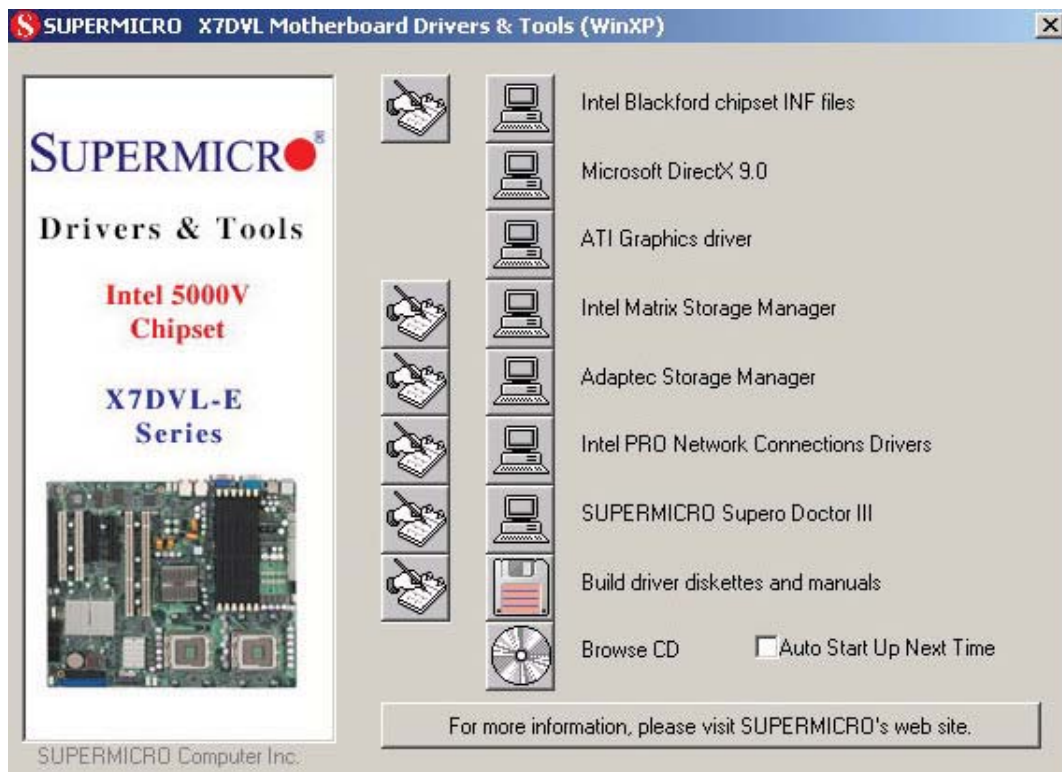 SUPERMICRO X7DVL Motherboard Drivers & Tools (WinXP)
SUPERMICRO®
Drivers & Tools
Intel 5000V
Chipset
X7DVL-E
Series
SUPERMICRO Computer Inc.
Intel Blackford chipset INF files
Microsoft DirectX 9.0
ATI Graphics driver
Intel Matrix Storage Manager
Adaptec Storage Manager
Intel PRO Network Connections Drivers
SUPERMICRO Supero Doctor III
Build driver diskettes and manuals
Browse CD
Auto Start Up Next Time
For more information, please visit SUPERMICRO's web site.